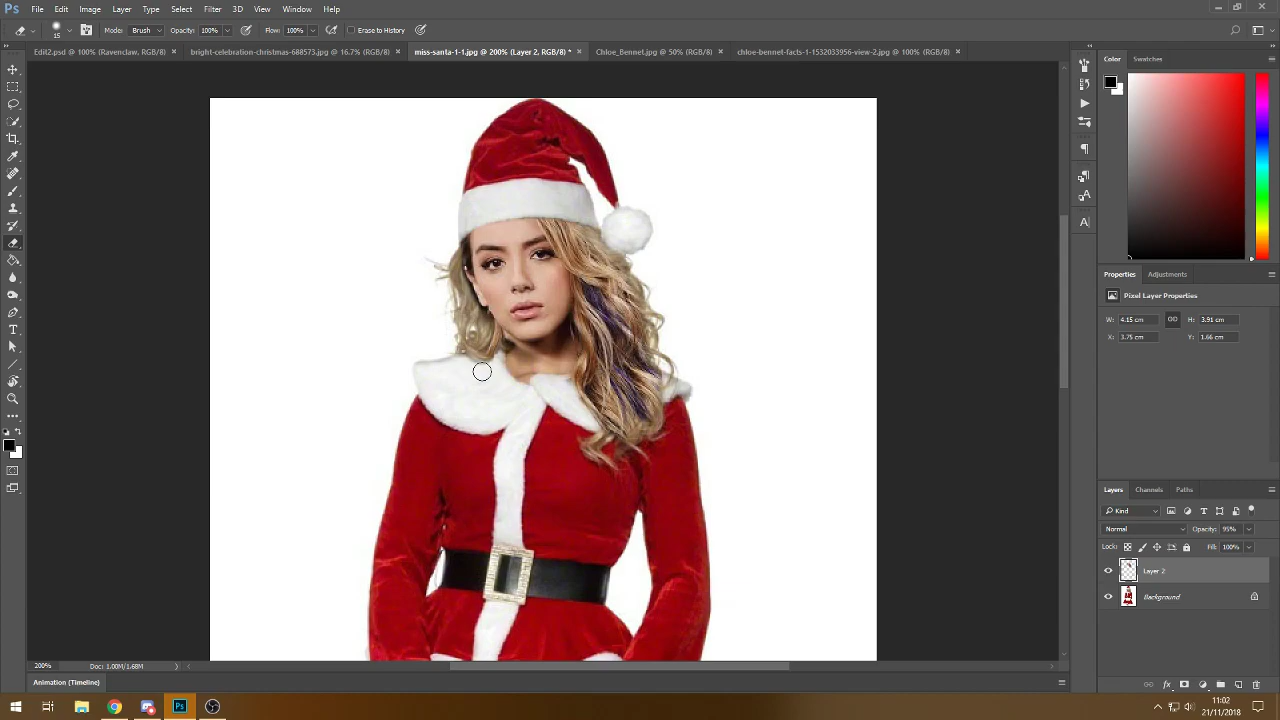 Ps File Edit Image Layer Type Select Filter 3D View Window Help
15 Mode: Brush Opacity: 100% Flow: 100% Erase to History
Edit2.psd @ 100% (Ravenclaw, RGB/8) × bright-celebration-christmas-688573.jpg @ 16.7% (RGB/8) × miss-santa-1-1.jpg @ 200% (Layer 2, RGB/8) * × Chloe_Bennet.jpg @ 50% (RGB/8) × chloe-bennet-facts-1-1532033956-view-2.jpg @ 100% (RGB/8) ×
Color Swatches
Properties Adjustments
Pixel Layer Properties
W: 4.15 cm H: 3.91 cm
X: 3.75 cm Y: 1.66 cm
Layers Channels Paths
Kind
Normal Opacity: 95%
Lock: Fill: 100%
Layer 2
Background
200% Doc: 1.00M/1.68M
Animation (Timeline)
Ps
11:02
21/11/2018